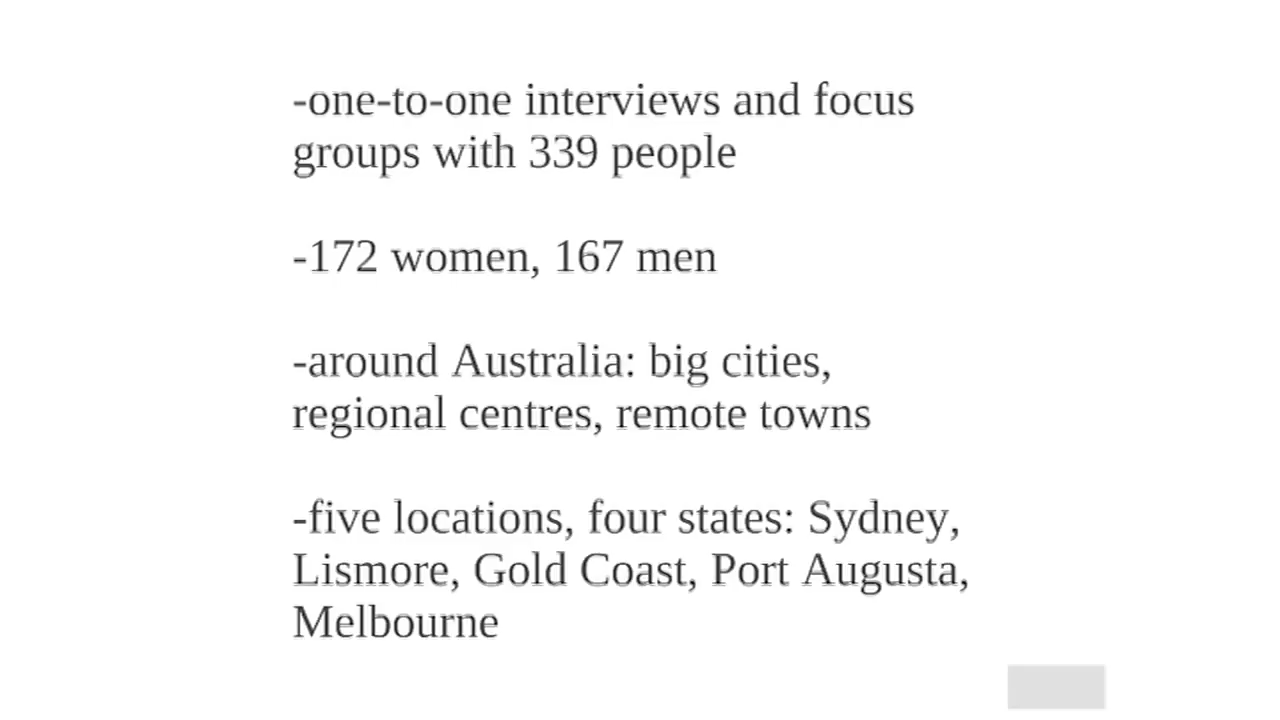 -one-to-one interviews and focus
groups with 339 people
-172 women, 167 men
-around Australia: big cities,
regional centres, remote towns
-five locations, four states: Sydney,
Lismore, Gold Coast, Port Augusta,
Melbourne